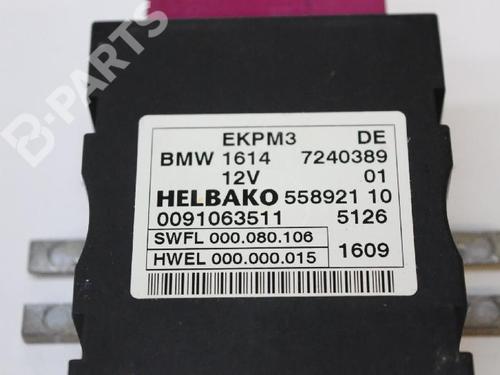 B-PARTS
EKPM3 DE
BMW 1614 7240389
12V 01
HELBAKO 558921 10
0091063511 5126
SWFL 000.080.106
HWEL 000.000.015 1609